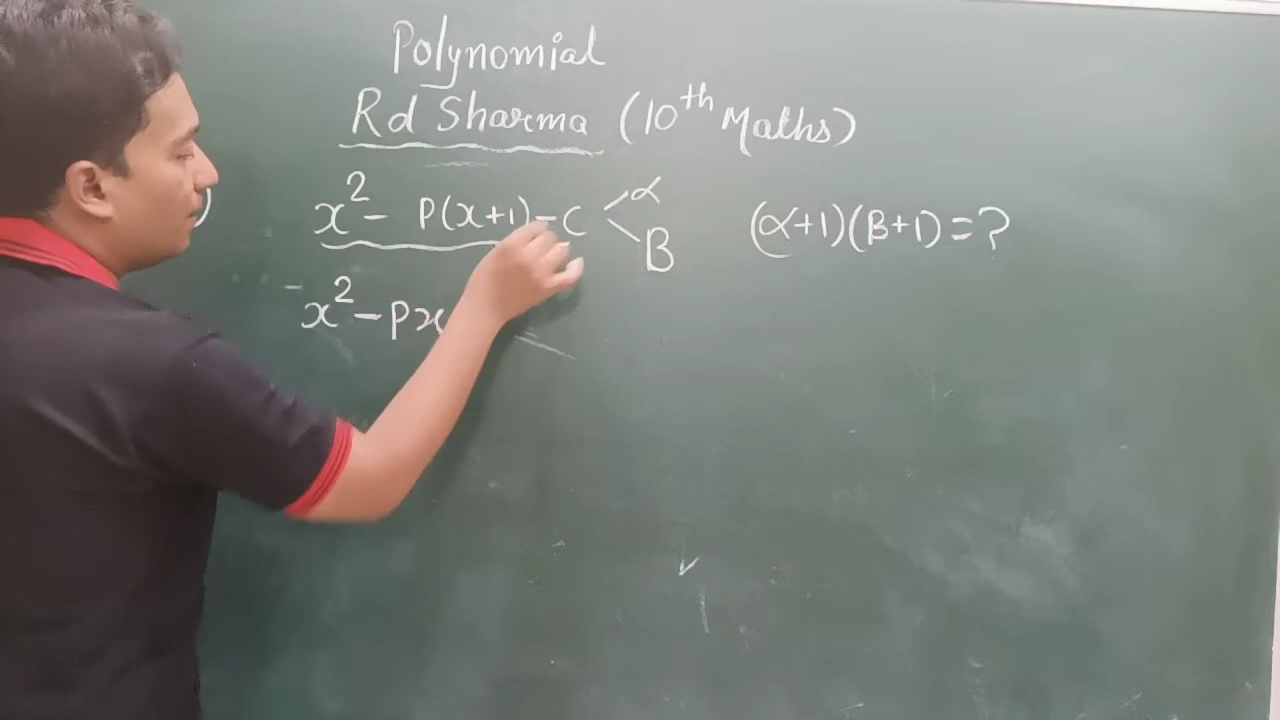 Polynomial
Rd Sharma (10th Maths)
) x² - P(x+1) - C < α B (α+1)(B+1) = ?
x² - Px